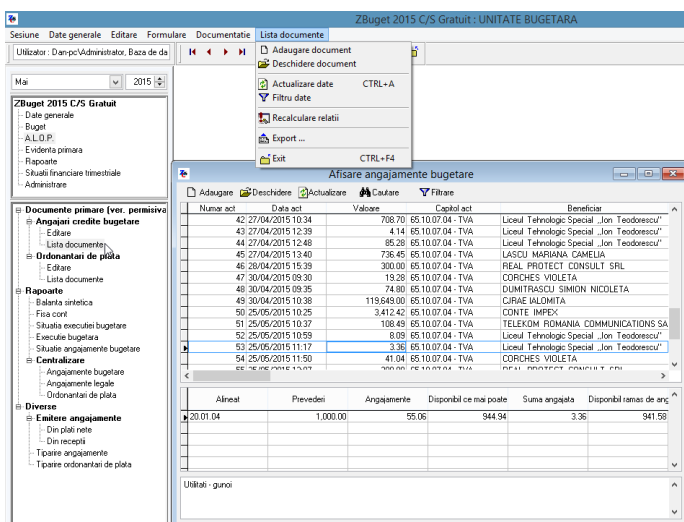 ZBuget 2015 C/S Gratuit : UNITATE BUGETARA
Sesiune Date generale Editare Formulare Documentatie Lista documente
Utilizator : Dan-pc\Administrator, Baza de da
Adaugare document
Deschidere document
Actualizare date CTRL+A
Filtru date
Recalculare relatii
Export ...
Exit CTRL+F4
Mai 2015
ZBuget 2015 C/S Gratuit
Date generale
Buget
A.L.O.P.
Evidenta primara
Rapoarte
Situatii financiare trimestriale
Administrare
Documente primare (ver. permisiva
Angajari credite bugetare
Editare
Lista documente
Ordonantari de plata
Editare
Lista documente
Rapoarte
Balanta sintetica
Fisa cont
Situatia executiei bugetare
Executie bugetara
Situatie angajamente bugetare
Centralizare
Angajamente bugetare
Angajamente legale
Ordonantari de plata
Diverse
Emitere angajamente
Din plati nete
Din receptii
Tiparire angajamente
Tiparire ordonantari de plata
Afisare angajamente bugetare
Adaugare Deschidere Actualizare Cautare Filtrare
Numar act Data act Valoare Capitol act Beneficiar
42 27/04/2015 10:34 708.70 65.10.07.04 - TVA Liceul Tehnologic Special ,,Ion Teodorescu"
43 27/04/2015 12:39 4.14 65.10.07.04 - TVA Liceul Tehnologic Special ,,Ion Teodorescu"
44 27/04/2015 12:48 85.28 65.10.07.04 - TVA Liceul Tehnologic Special ,,Ion Teodorescu"
45 27/04/2015 13:40 736.45 65.10.07.04 - TVA LASCU MARIANA CAMELIA
46 28/04/2015 15:39 300.00 65.10.07.04 - TVA REAL PROTECT CONSULT SRL
47 30/04/2015 09:30 19.28 65.10.07.04 - TVA CORCHES VIOLETA
48 30/04/2015 09:35 74.80 65.10.07.04 - TVA DUMITRASCU SIMION NICOLETA
49 30/04/2015 10:38 119,649.00 65.10.07.04 - TVA CJRAE IALOMITA
50 25/05/2015 10:25 3,412.42 65.10.07.04 - TVA CONTE IMPEX
51 25/05/2015 10:37 108.49 65.10.07.04 - TVA TELEKOM ROMANIA COMMUNICATIONS SA
52 25/05/2015 10:59 8.09 65.10.07.04 - TVA Liceul Tehnologic Special ,,Ion Teodorescu"
53 25/05/2015 11:17 3.36 65.10.07.04 - TVA Liceul Tehnologic Special ,,Ion Teodorescu"
54 25/05/2015 11:50 41.04 65.10.07.04 - TVA CORCHES VIOLETA
Alineat Prevederi Angajamente Disponibil ce mai poate Suma angajata Disponibil ramas de ang
20.01.04 1,000.00 55.06 944.94 3.36 941.58
Utilitati - gunoi